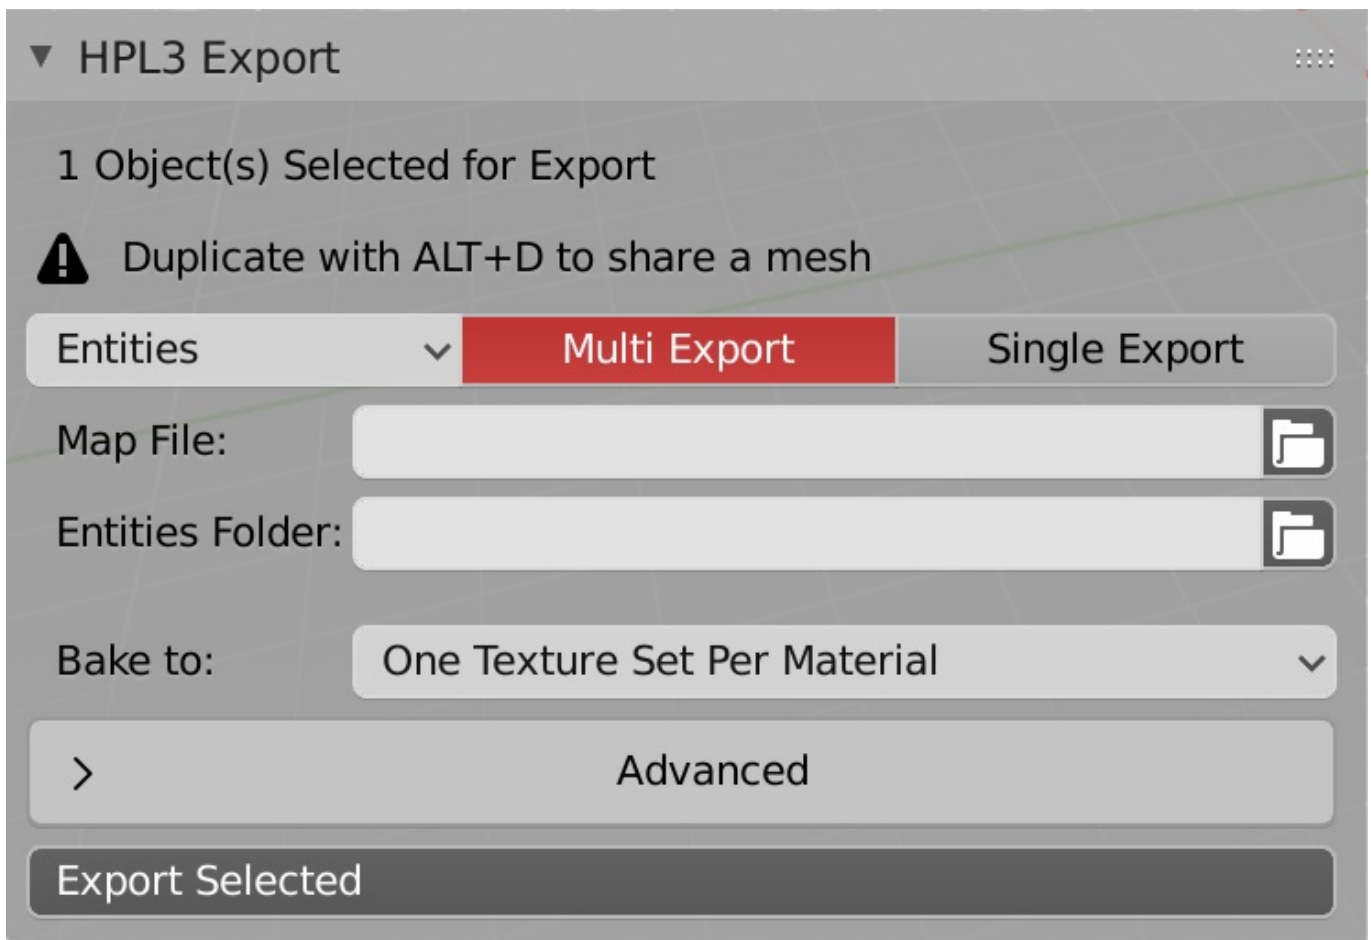 HPL3 Export
1 Object(s) Selected for Export
Duplicate with ALT+D to share a mesh
Entities Multi Export Single Export
Map File:
Entities Folder:
Bake to: One Texture Set Per Material
Advanced
Export Selected